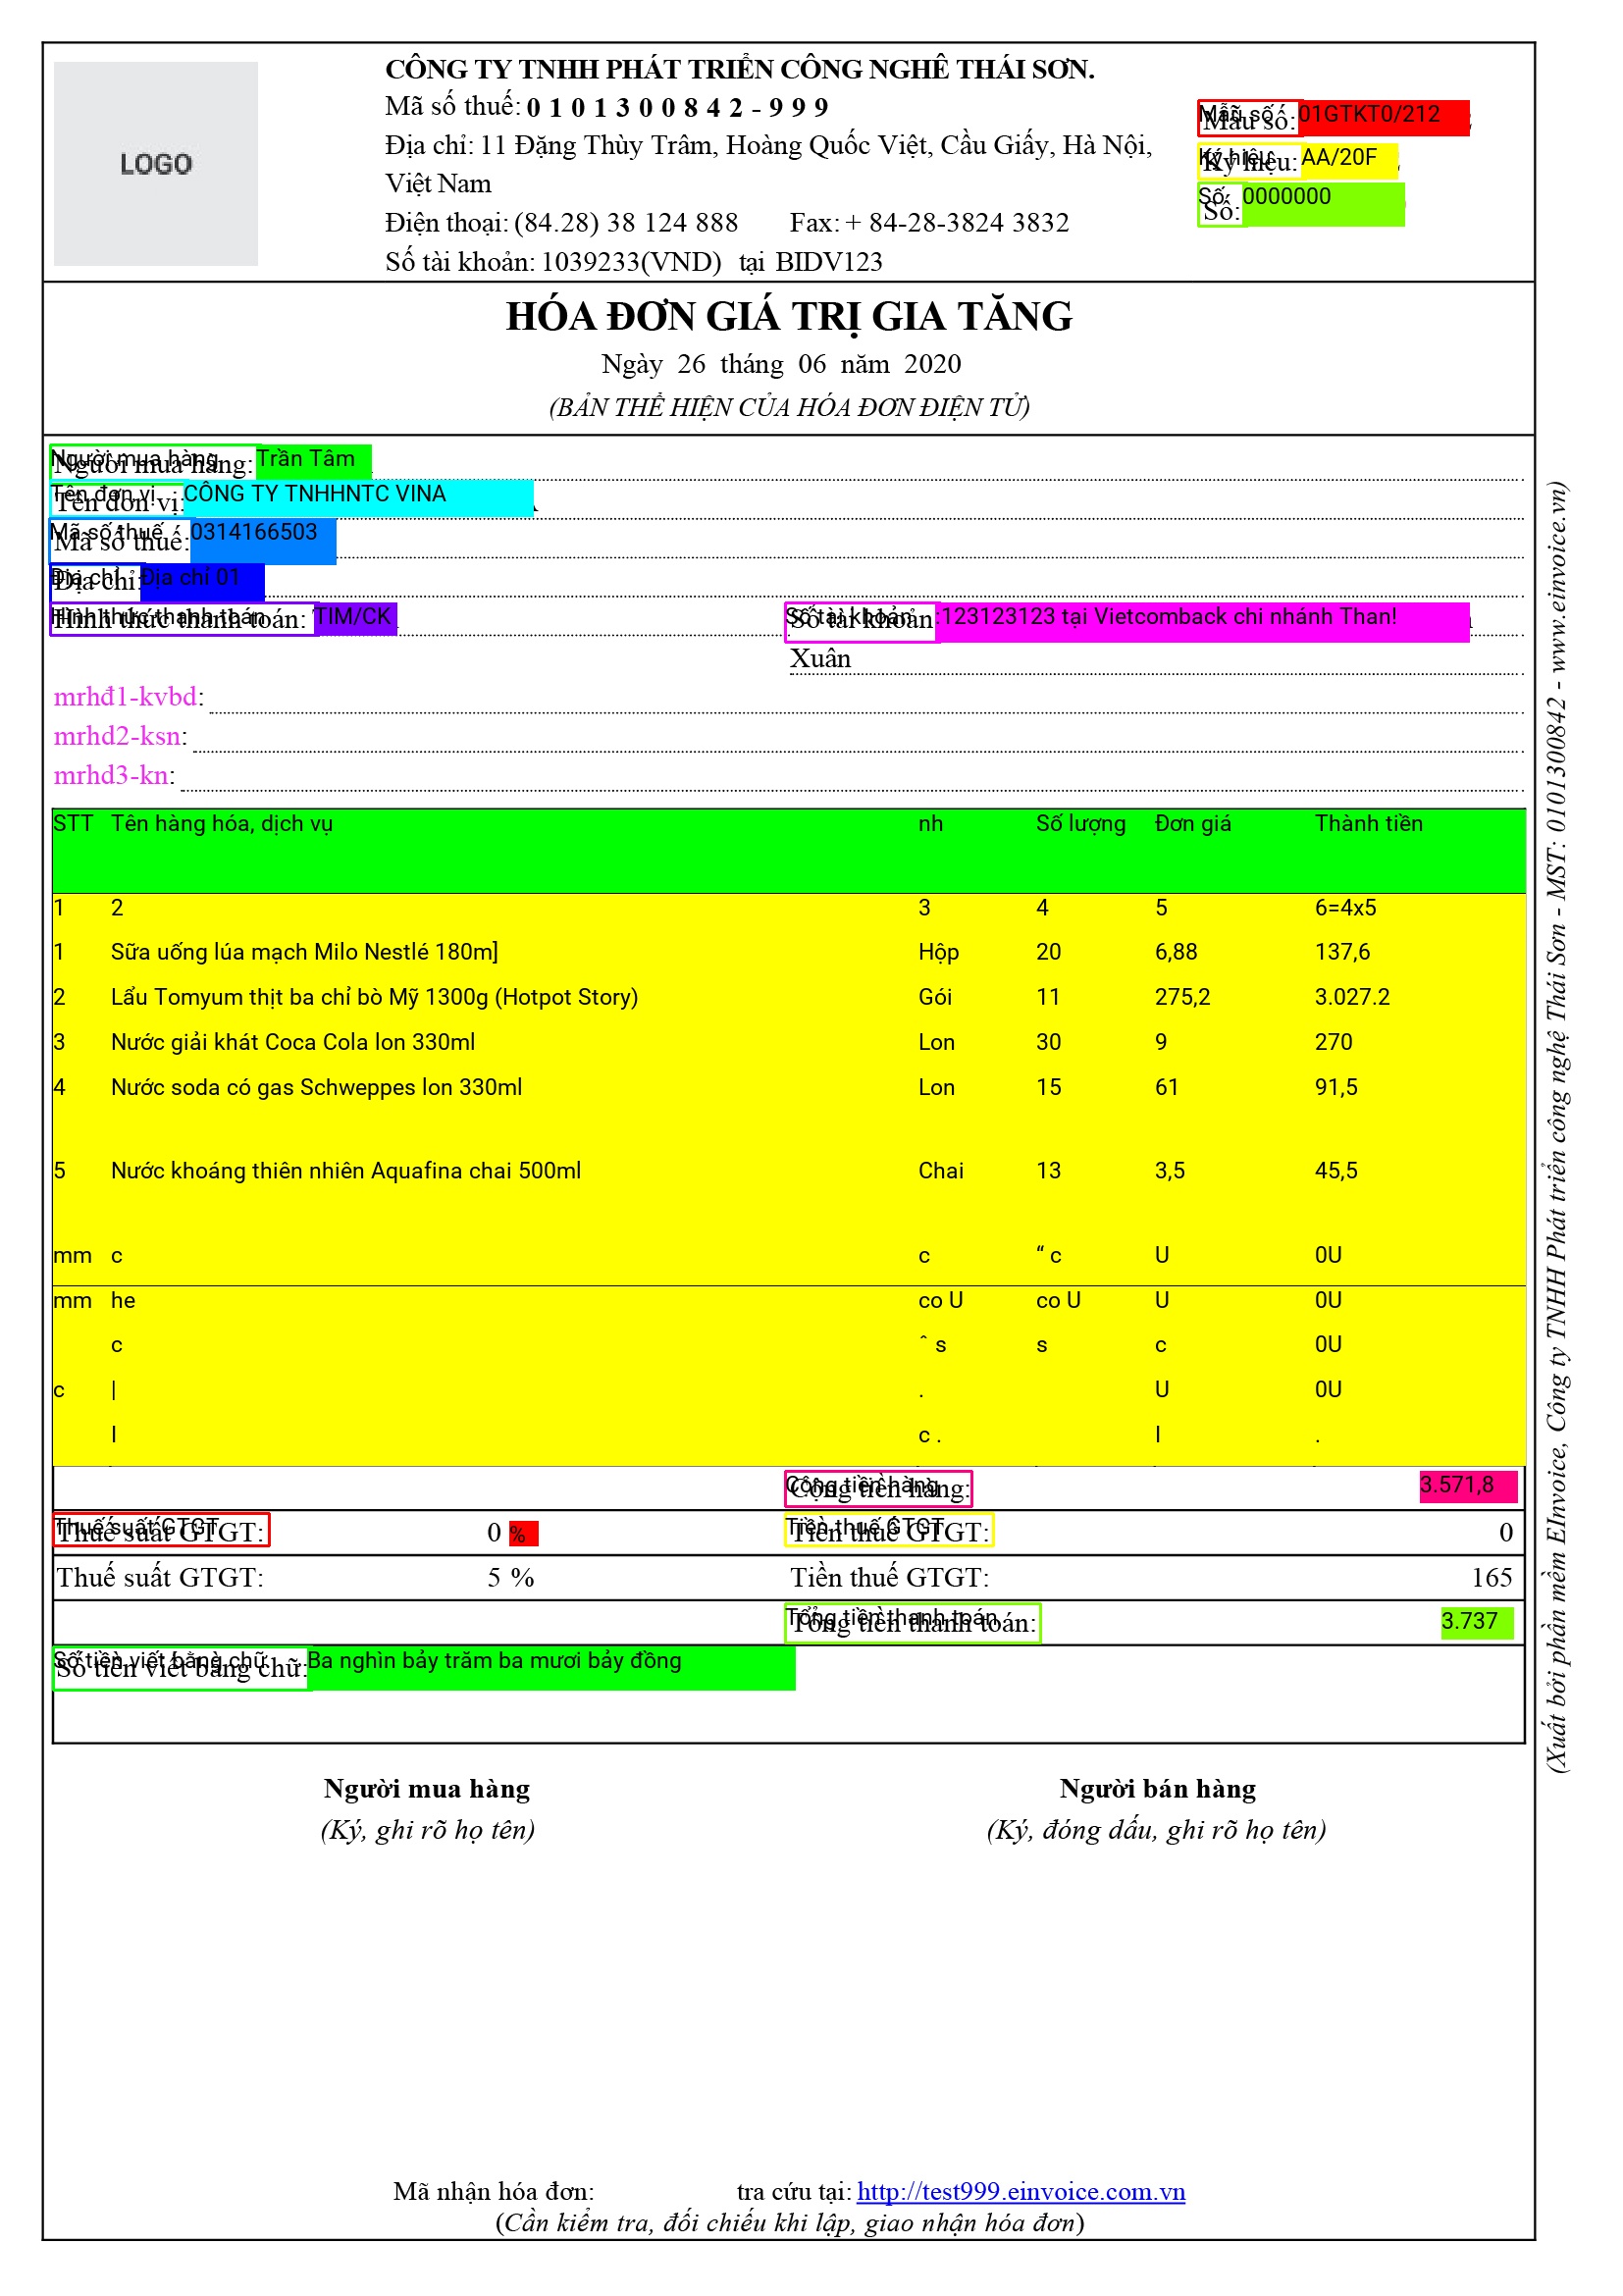 LOGO
CÔNG TY TNHH PHÁT TRIỂN CÔNG NGHÊ THÁI SƠN.
Mã số thuế: 0 1 0 1 3 0 0 8 4 2 - 9 9 9
Địa chỉ: 11 Đặng Thùy Trâm, Hoàng Quốc Việt, Cầu Giấy, Hà Nội,
Việt Nam
Điện thoại: (84.28) 38 124 888 Fax: + 84-28-3824 3832
Số tài khoản: 1039233(VND) tại BIDV123
Mẫu số: 01GTKT0/212
Ký hiệu: AA/20F
Số: 0000000
HÓA ĐƠN GIÁ TRỊ GIA TĂNG
Ngày 26 tháng 06 năm 2020
(BẢN THỂ HIỆN CỦA HÓA ĐƠN ĐIỆN TỬ)
Người mua hàng: Trần Tâm
Tên đơn vị: CÔNG TY TNHHNTC VINA
Mã số thuế: 0314166503
Địa chỉ: Địa chỉ 01
Hình thức thanh toán: TIM/CK Số tài khoản :123123123 tại Vietcomback chi nhánh Than!
Xuân
mrhđ1-kvbd:
mrhd2-ksn:
mrhd3-kn:
STT Tên hàng hóa, dịch vụ nh Số lượng Đơn giá Thành tiền
1 2 3 4 5 6=4x5
1 Sữa uống lúa mạch Milo Nestlé 180m] Hộp 20 6,88 137,6
2 Lẩu Tomyum thịt ba chỉ bò Mỹ 1300g (Hotpot Story) Gói 11 275,2 3.027.2
3 Nước giải khát Coca Cola lon 330ml Lon 30 9 270
4 Nước soda có gas Schweppes lon 330ml Lon 15 61 91,5
5 Nước khoáng thiên nhiên Aquafina chai 500ml Chai 13 3,5 45,5
mm c c “ c U 0U
mm he co U co U U 0U
c ˆ s s c 0U
c | . U 0U
l c . l .
Cộng tiền hàng: 3.571,8
Thuế suất GTGT: 0 % Tiền thuế GTGT: 0
Thuế suất GTGT: 5 % Tiền thuế GTGT: 165
Tổng tiền thanh toán: 3.737
Số tiền viết bằng chữ: Ba nghìn bảy trăm ba mươi bảy đồng
Người mua hàng Người bán hàng
(Ký, ghi rõ họ tên) (Ký, đóng dấu, ghi rõ họ tên)
Mã nhận hóa đơn: tra cứu tại: http://test999.einvoice.com.vn
(Cần kiểm tra, đối chiếu khi lập, giao nhận hóa đơn)
(Xuất bởi phần mềm EInvoice, Công ty TNHH Phát triển công nghệ Thái Sơn - MST: 0101300842 - www.einvoice.vn)